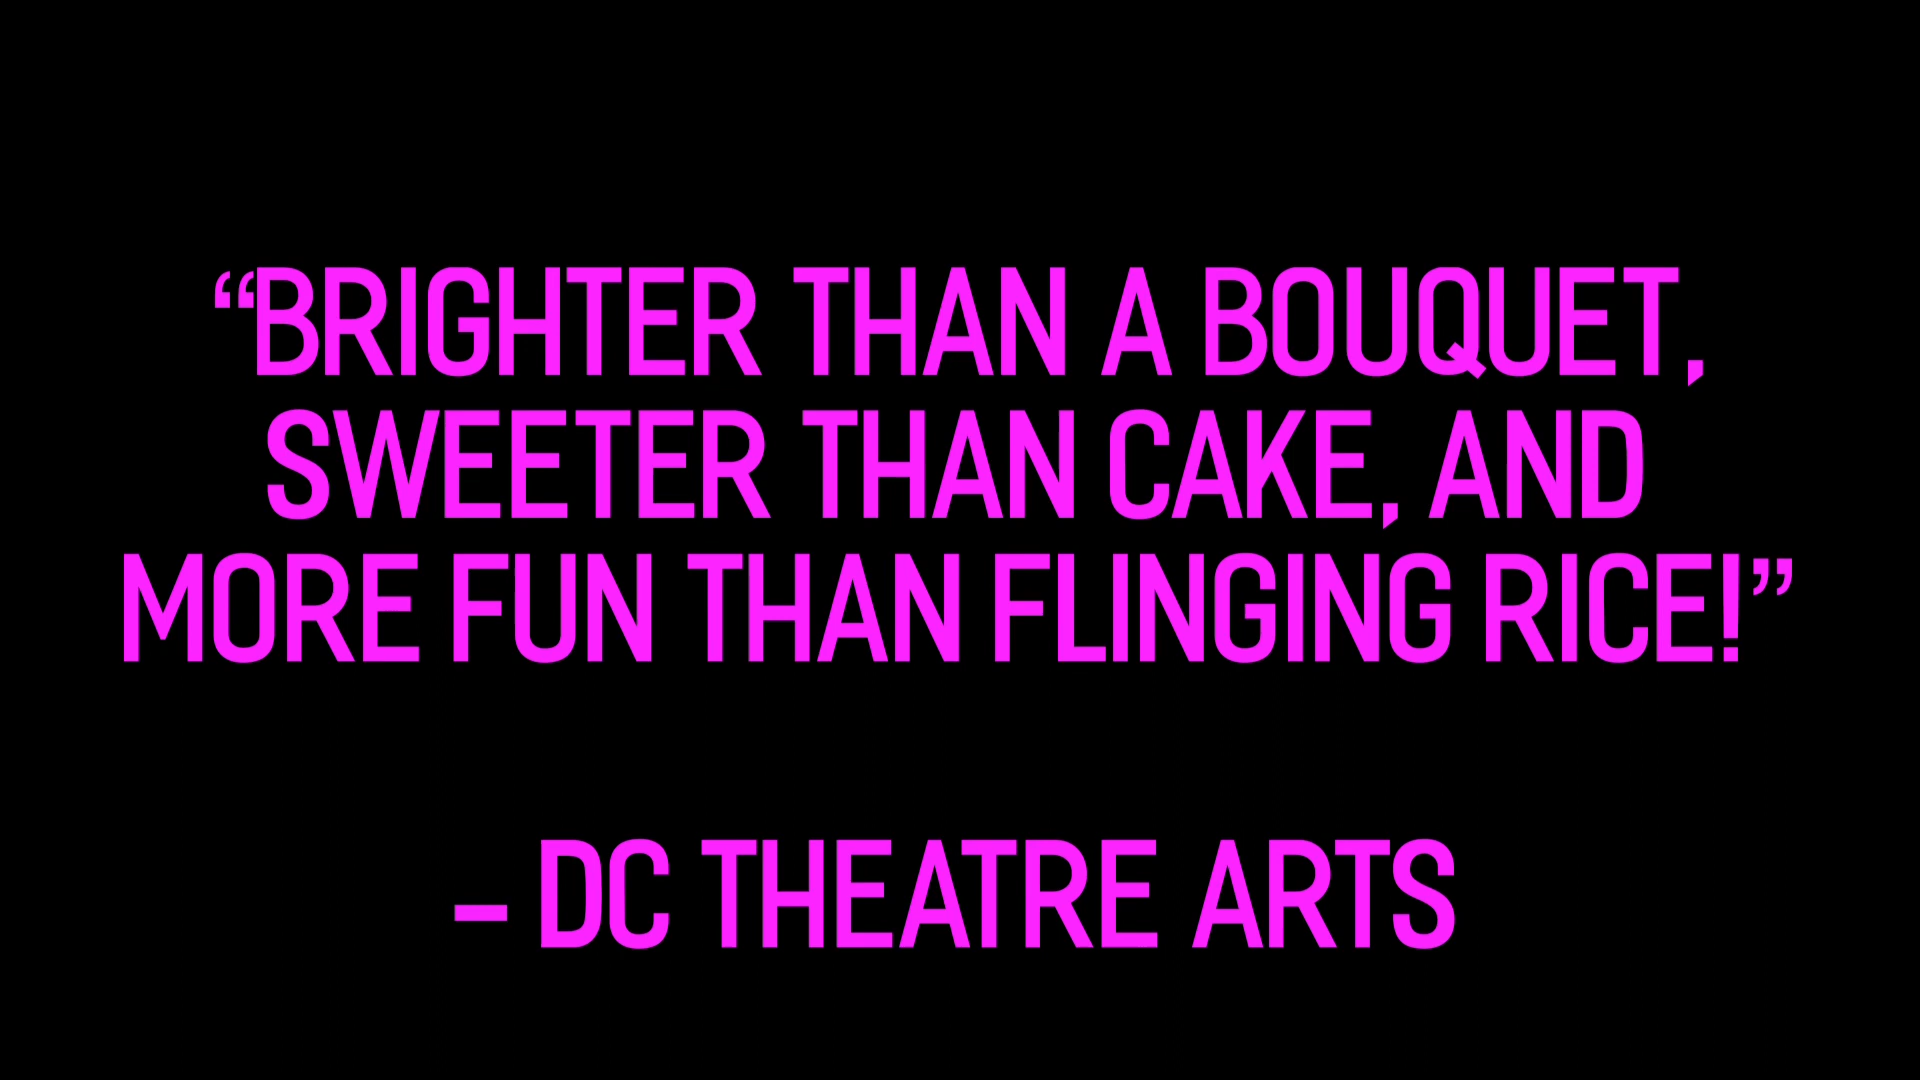 “BRIGHTER THAN A BOUQUET,
SWEETER THAN CAKE, AND
MORE FUN THAN FLINGING RICE!”
– DC THEATRE ARTS